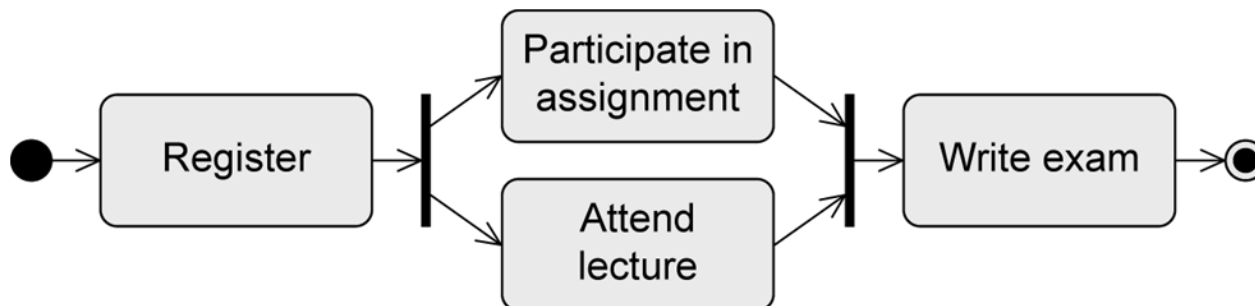 Register
Participate in
assignment
Attend
lecture
Write exam